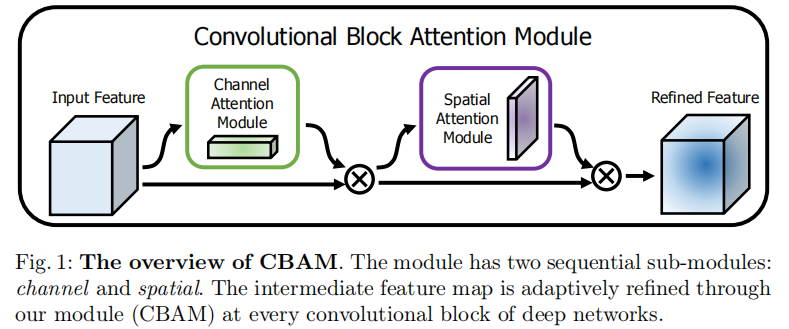 Convolutional Block Attention Module
Input Feature
Channel
Attention
Module
Spatial
Attention
Module
Refined Feature
Fig. 1: The overview of CBAM. The module has two sequential sub-modules:
channel and spatial. The intermediate feature map is adaptively refined through
our module (CBAM) at every convolutional block of deep networks.